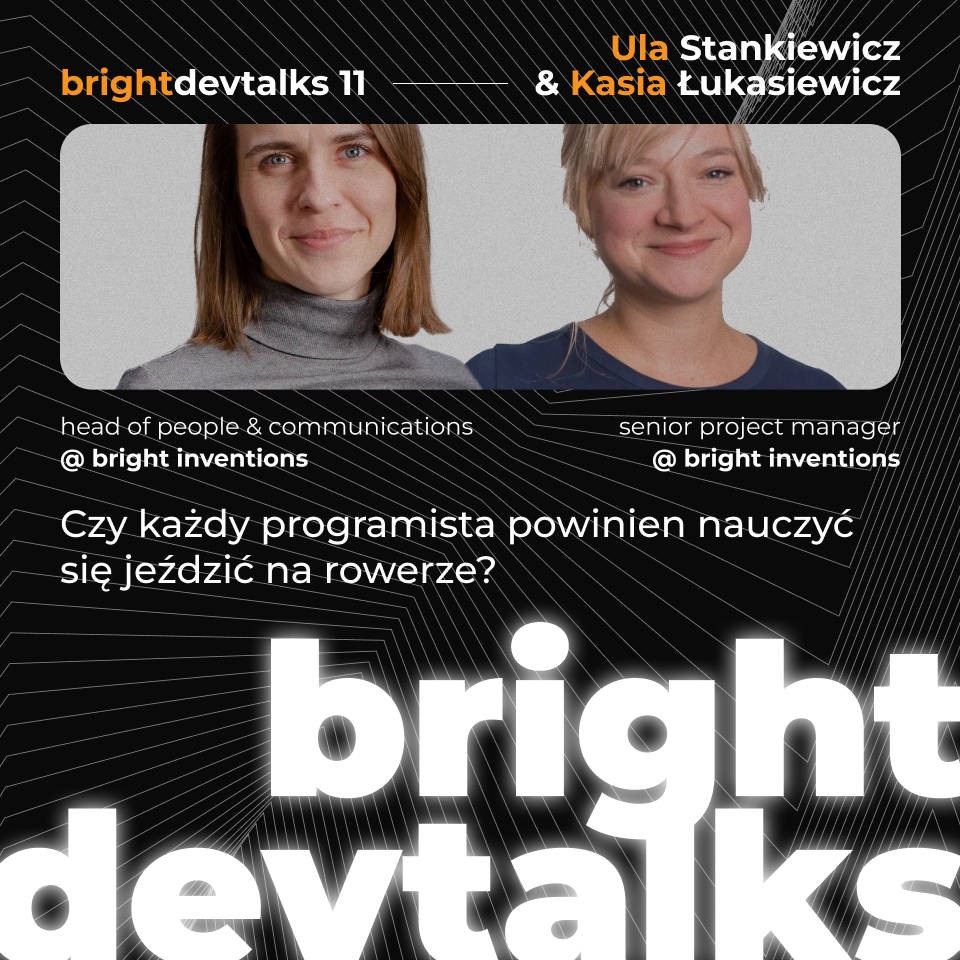 Ula Stankiewicz
brightdevtalks 11
& Kasia Łukasiewicz
head of people & communications
@ bright inventions
senior project manager
@ bright inventions
Czy każdy programista powinien nauczyć
się jeździć na rowerze?
bright
devtalks